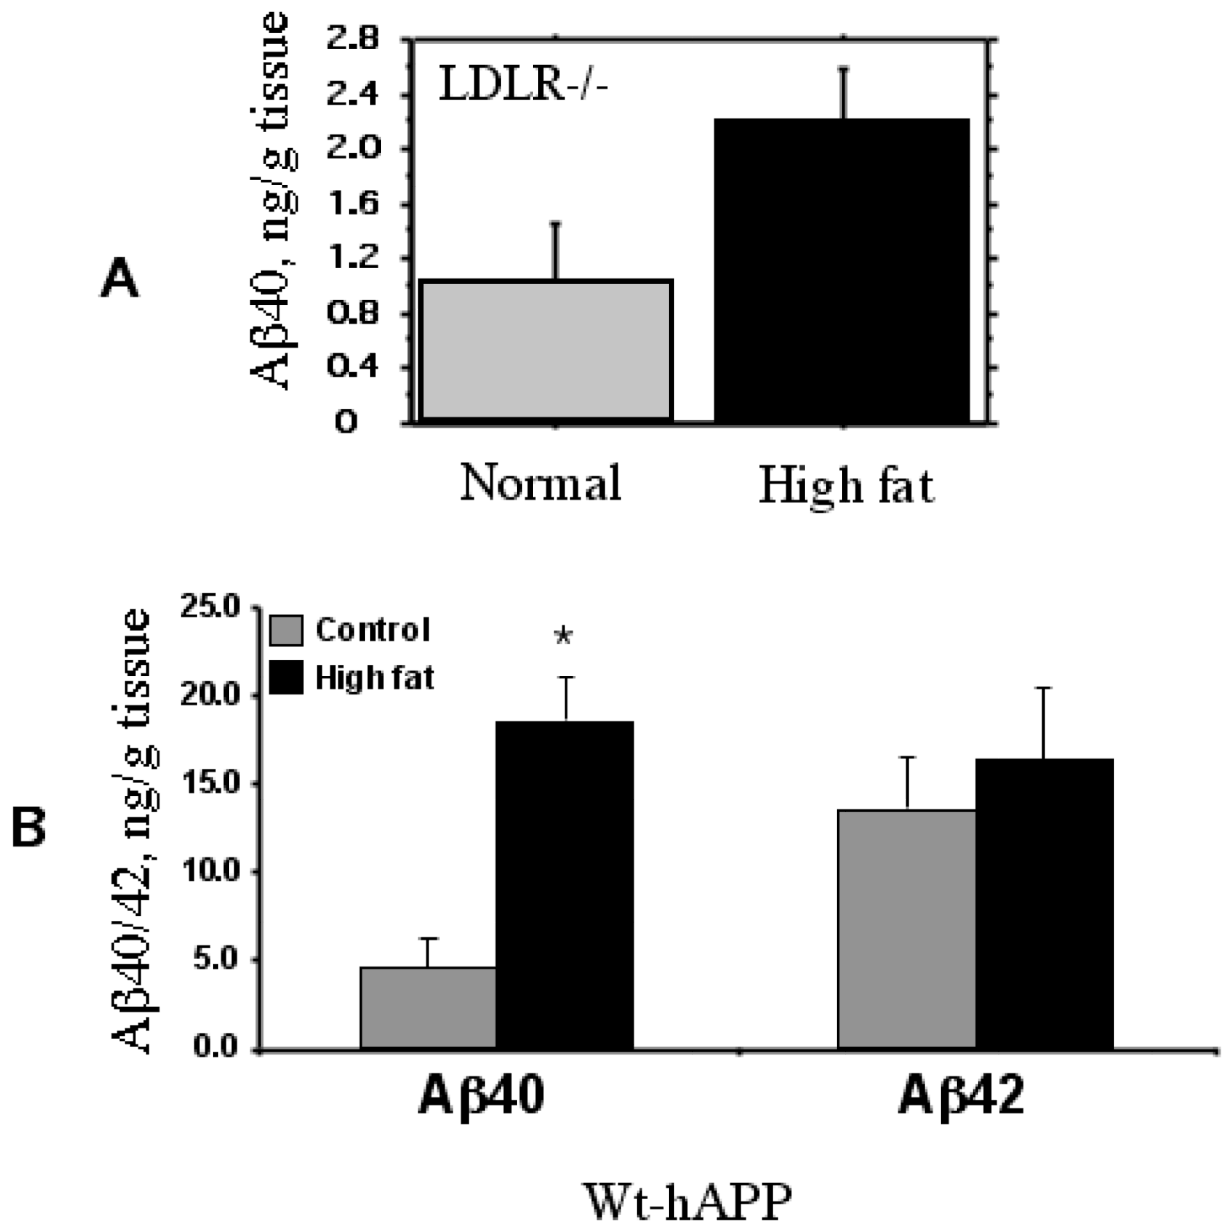 A
Aβ40, ng/g tissue
2.8
2.4
2.0
1.6
1.2
0.8
0.4
0
LDLR-/-
Normal
High fat
B
Aβ40/42, ng/g tissue
25.0
20.0
15.0
10.0
5.0
0.0
Control
High fat
*
Aβ40
Aβ42
Wt-hAPP